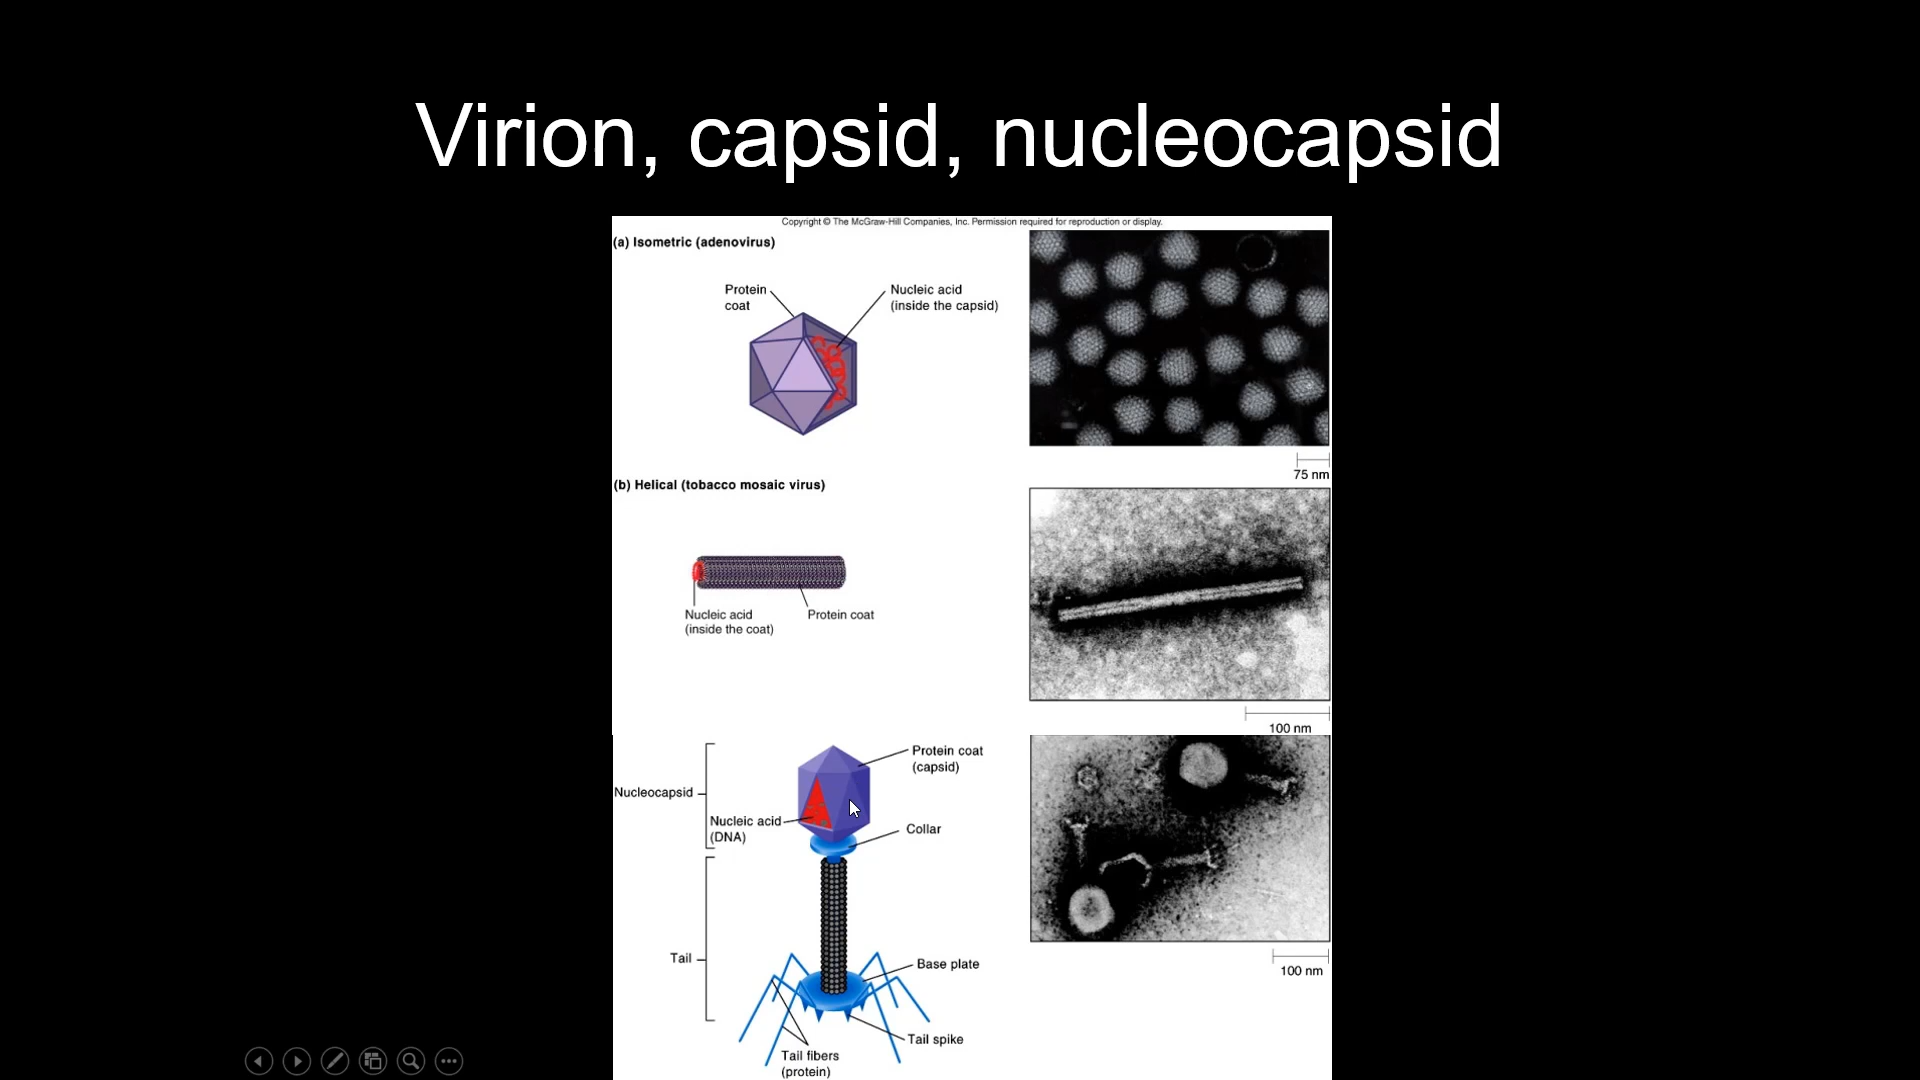 Virion, capsid, nucleocapsid
Copyright © The McGraw-Hill Companies, Inc. Permission required for reproduction or display.
(a) Isometric (adenovirus)
Protein
coat
Nucleic acid
(inside the capsid)
75 nm
(b) Helical (tobacco mosaic virus)
Nucleic acid
(inside the coat)
Protein coat
100 nm
Protein coat
(capsid)
Nucleocapsid
Nucleic acid
(DNA)
Collar
Tail
Base plate
Tail spike
Tail fibers
(protein)
100 nm